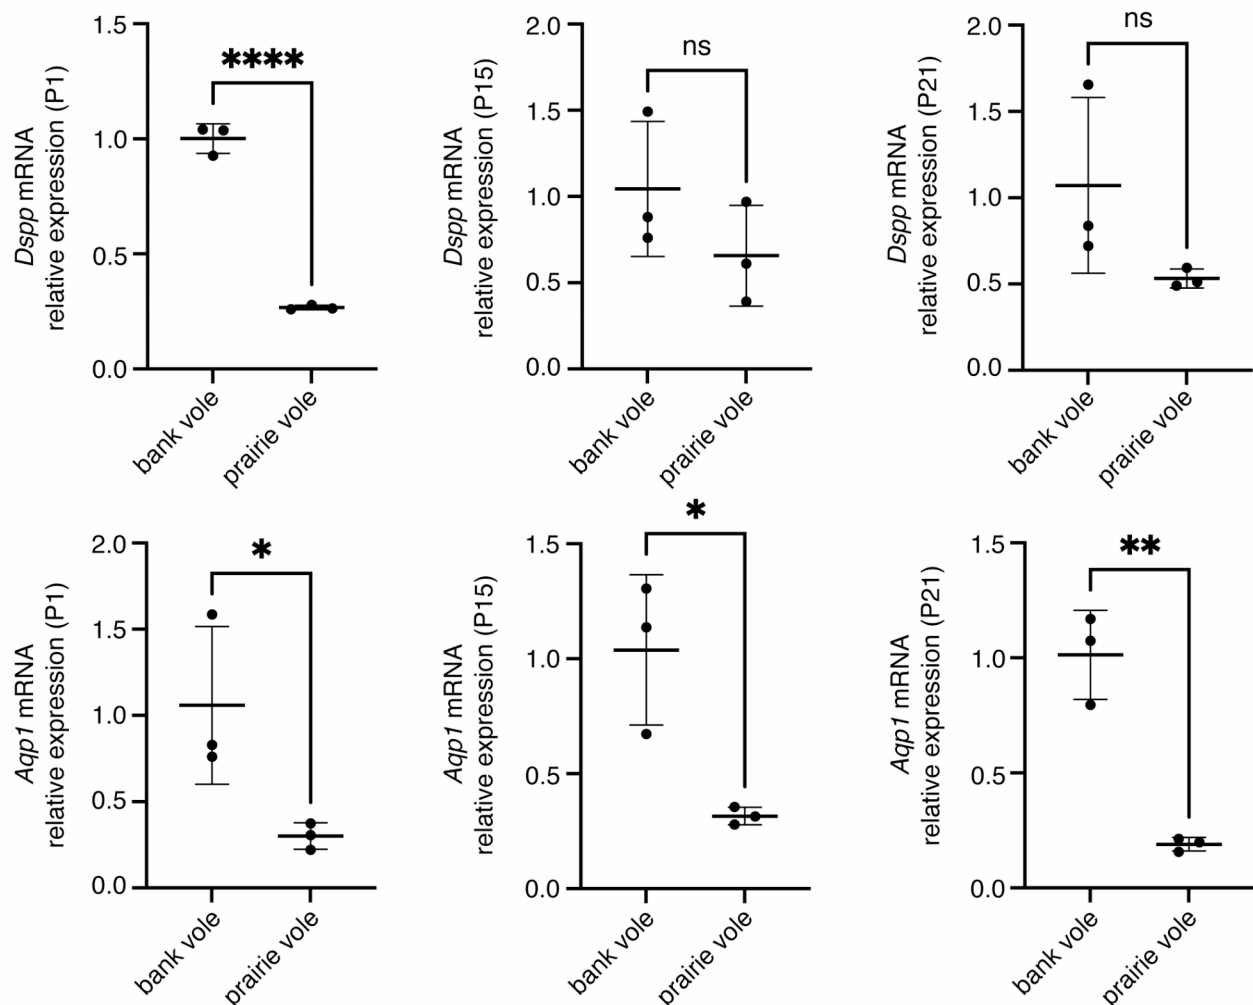 Dspp mRNA
relative expression (P1)
1.5
1.0
0.5
0.0
****
bank vole
prairie vole
Dspp mRNA
relative expression (P15)
2.0
1.5
1.0
0.5
0.0
ns
bank vole
prairie vole
Dspp mRNA
relative expression (P21)
2.0
1.5
1.0
0.5
0.0
ns
bank vole
prairie vole
Aqp1 mRNA
relative expression (P1)
2.0
1.5
1.0
0.5
0.0
*
bank vole
prairie vole
Aqp1 mRNA
relative expression (P15)
1.5
1.0
0.5
0.0
*
bank vole
prairie vole
Aqp1 mRNA
relative expression (P21)
1.5
1.0
0.5
0.0
**
bank vole
prairie vole